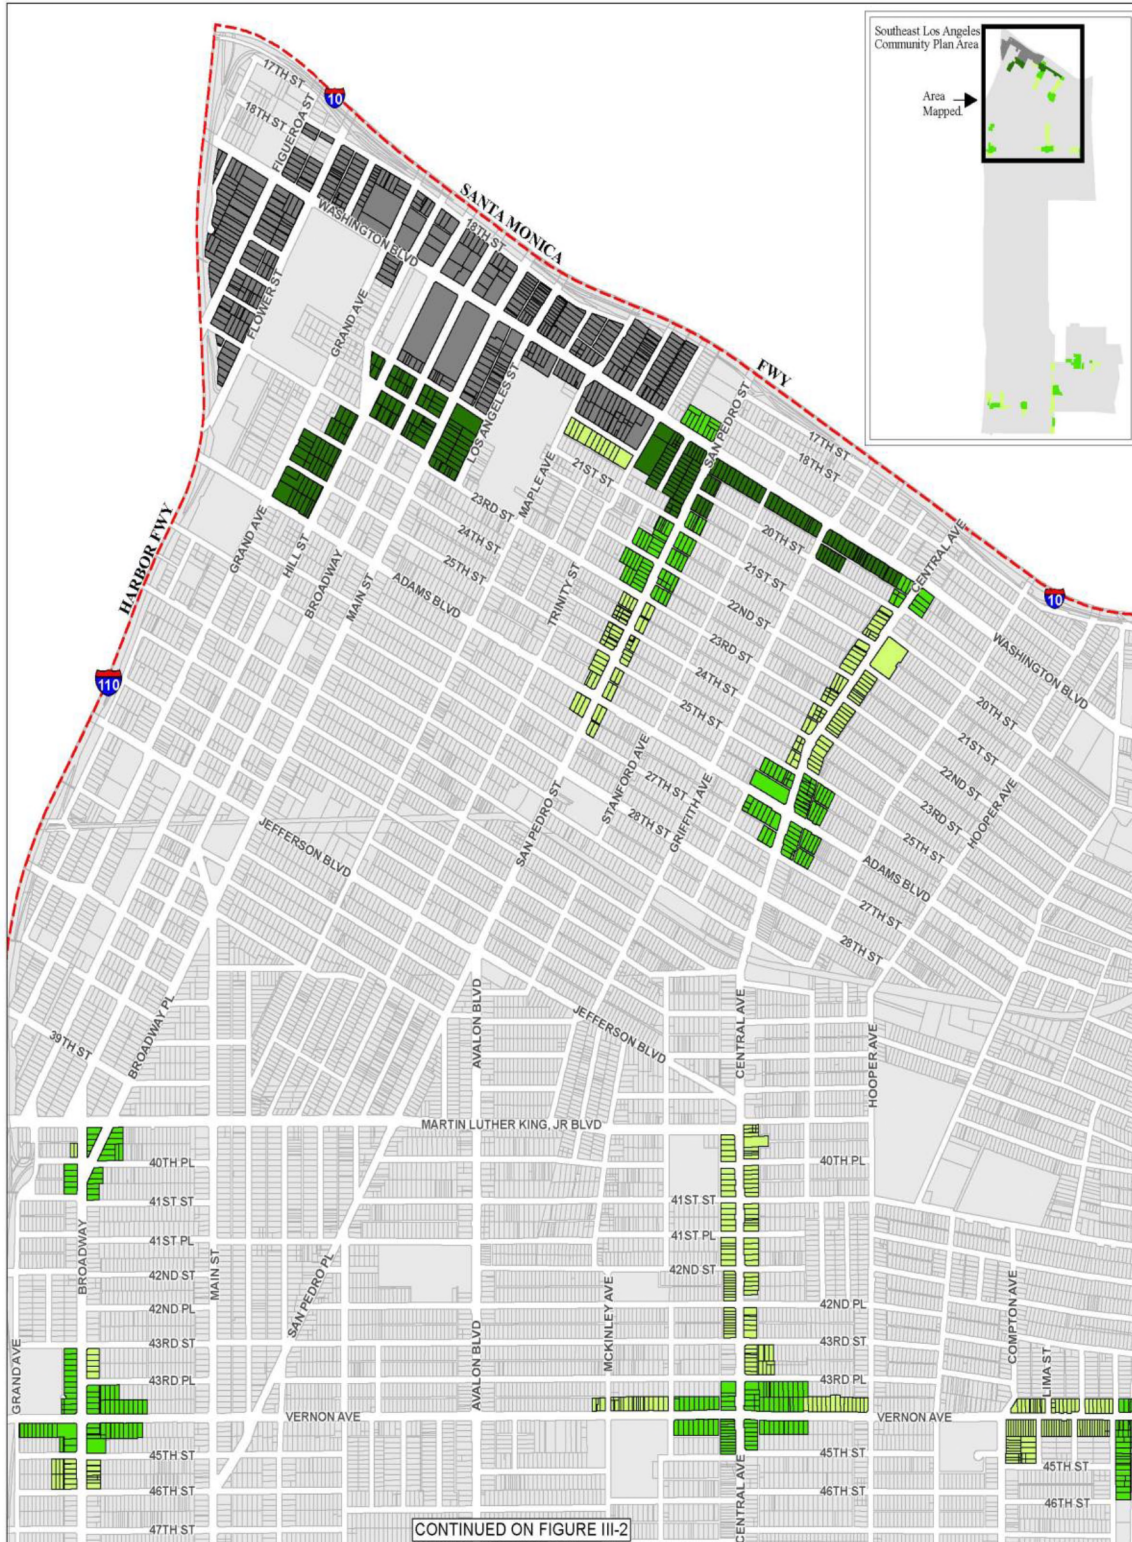 Southeast Los Angeles
Community Plan Area
Area
Mapped.
17TH ST
10
18TH ST
FIGUEROA ST
SANTA MONICA
WASHINGTON BLVD
18TH ST
FLOWER ST
GRAND AVE
FWY
LOS ANGELES ST
SAN PEDRO ST
17TH ST
18TH ST
MAPLE AVE
21ST ST
23RD ST
HARBOR FWY
GRAND AVE
HILL ST
BROADWAY
MAIN ST
24TH ST
25TH ST
ADAMS BLVD
TRINITY ST
20TH ST
21ST ST
22ND ST
23RD ST
24TH ST
25TH ST
CENTRAL AVE
10
WASHINGTON BLVD
110
20TH ST
21ST ST
22ND ST
23RD ST
25TH ST
HOOPER AVE
STANFORD AVE
SAN PEDRO ST
27TH ST
28TH ST
GRIFFITH AVE
JEFFERSON BLVD
ADAMS BLVD
27TH ST
28TH ST
BROADWAY PL
39TH ST
AVALON BLVD
JEFFERSON BLVD
CENTRAL AVE
HOOPER AVE
MARTIN LUTHER KING, JR BLVD
40TH PL
40TH PL
41ST ST
41ST ST
41ST PL
41ST PL
BROADWAY
MAIN ST
SAN PEDRO PL
42ND ST
42ND ST
42ND PL
42ND PL
MCKINLEY AVE
COMPTON AVE
43RD ST
43RD ST
GRAND AVE
AVALON BLVD
LIMA ST
43RD PL
43RD PL
VERNON AVE
VERNON AVE
45TH ST
45TH ST
45TH ST
46TH ST
46TH ST
46TH ST
CENTRAL AVE
47TH ST
CONTINUED ON FIGURE III-2